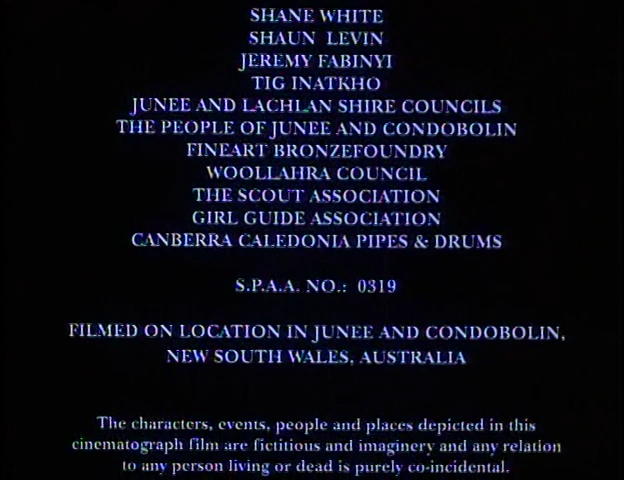 SHANE WHITE
SHAUN LEVIN
JEREMY FABINYI
TIG INATKHO
JUNEE AND LACHLAN SHIRE COUNCILS
THE PEOPLE OF JUNEE AND CONDOBOLIN
FINEART BRONZEFOUNDRY
WOOLLAHRA COUNCIL
THE SCOUT ASSOCIATION
GIRL GUIDE ASSOCIATION
CANBERRA CALEDONIA PIPES & DRUMS
S.P.A.A. NO.: 0319
FILMED ON LOCATION IN JUNEE AND CONDOBOLIN,
NEW SOUTH WALES, AUSTRALIA
The characters, events, people and places depicted in this
cinematograph film are fictitious and imaginery and any relation
to any person living or dead is purely co-incidental.